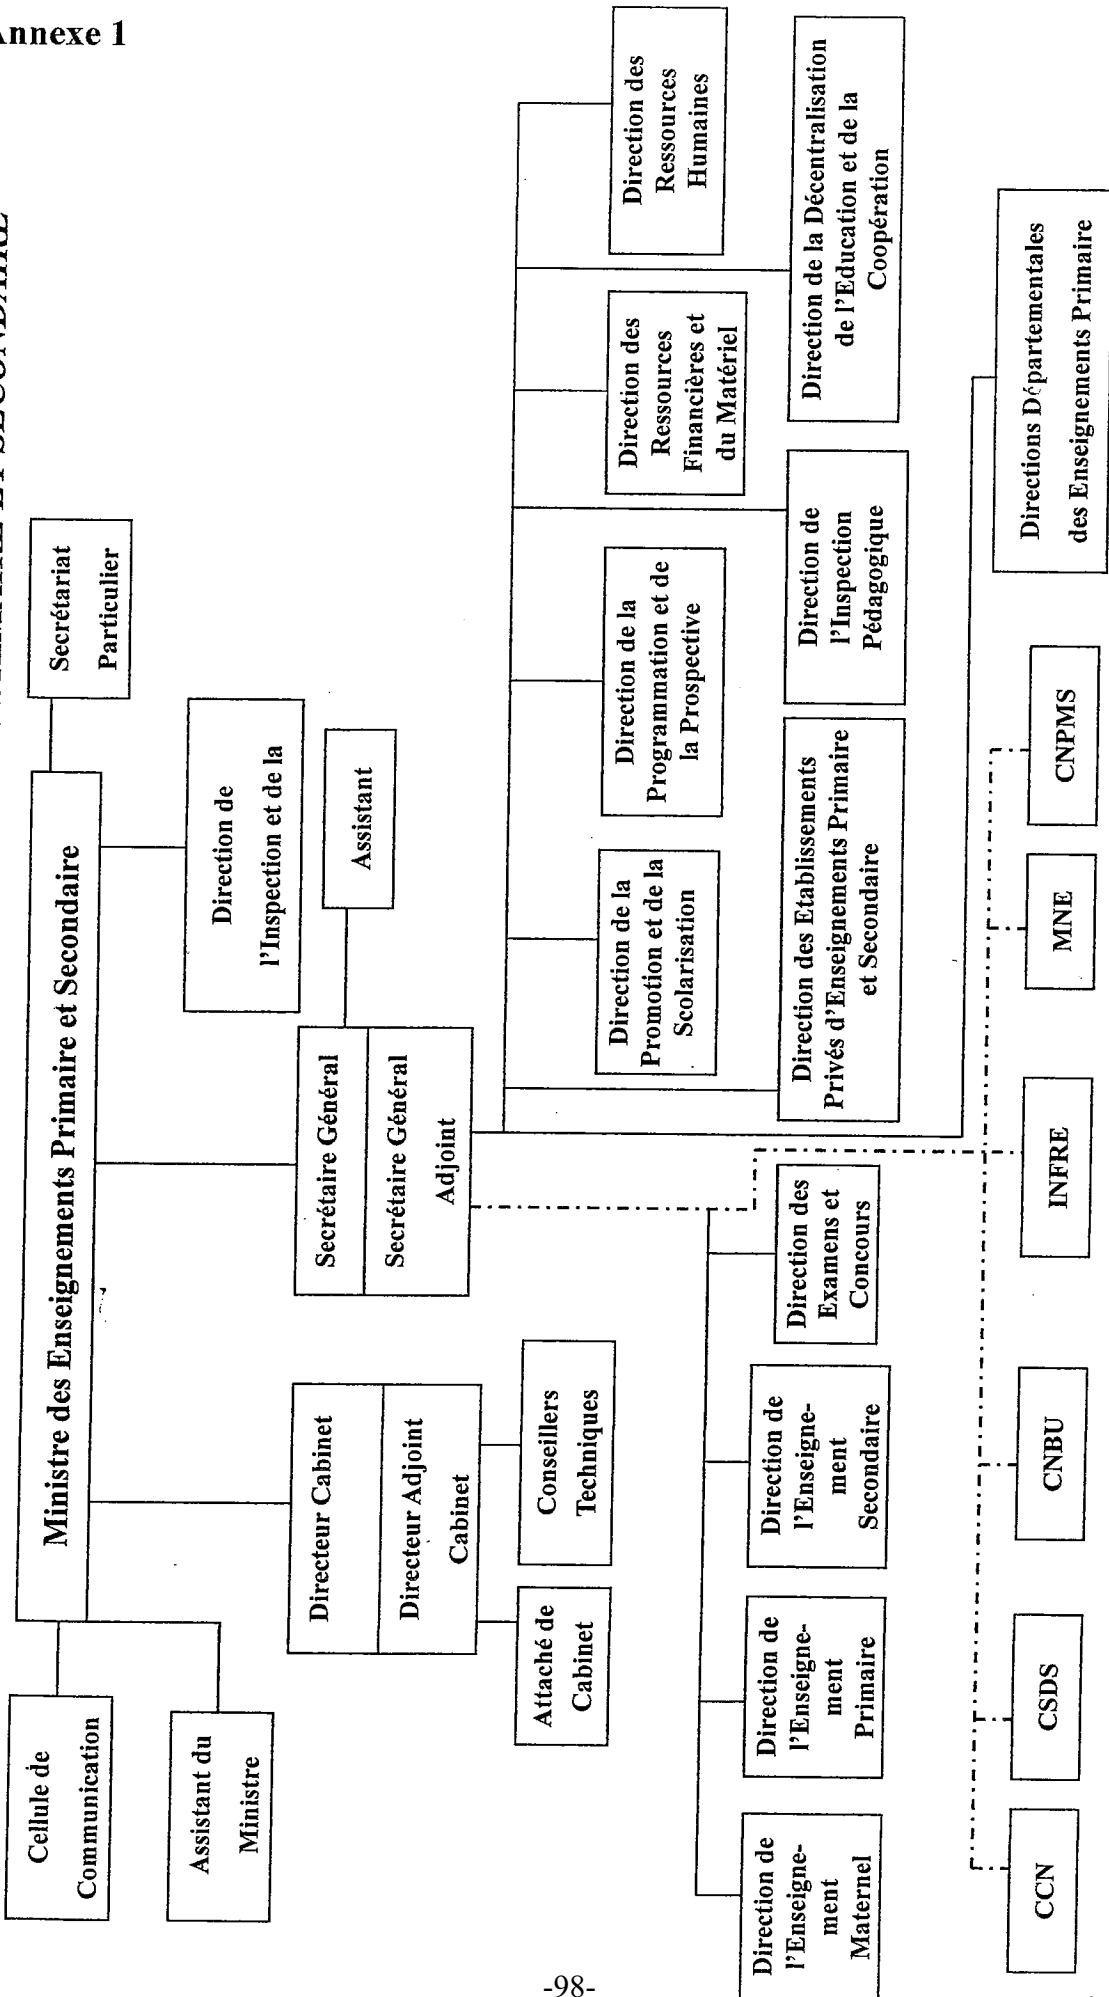 Annexe 1
ET SECONDAIRE
Ministre des Enseignements Primaire et Secondaire
Secrétariat
Particulier
Cellule de
Communication
Assistant du
Ministre
Direction de
l'Inspection et de la
Directeur Cabinet
Directeur Adjoint
Cabinet
Secrétaire Général
Secrétaire Général
Adjoint
Assistant
Attaché de
Cabinet
Conseillers
Techniques
Direction de la
Promotion et de la
Scolarisation
Direction de la
Programmation et de
la Prospective
Direction des
Ressources
Financières et
du Matériel
Direction des
Ressources
Humaines
Direction de
l'Enseigne-
ment
Maternel
Direction de
l'Enseigne-
ment
Primaire
Direction de
l'Enseigne-
ment
Secondaire
Direction des
Examens et
Concours
Direction des Etablissements
Privés d'Enseignements Primaire
et Secondaire
Direction de
l'Inspection
Pédagogique
Direction de la Décentralisation
de l'Education et de la
Coopération
CCN
CSDS
CNBU
INFRE
MNE
CNPMS
Directions Départementales
des Enseignements Primaire
-98-